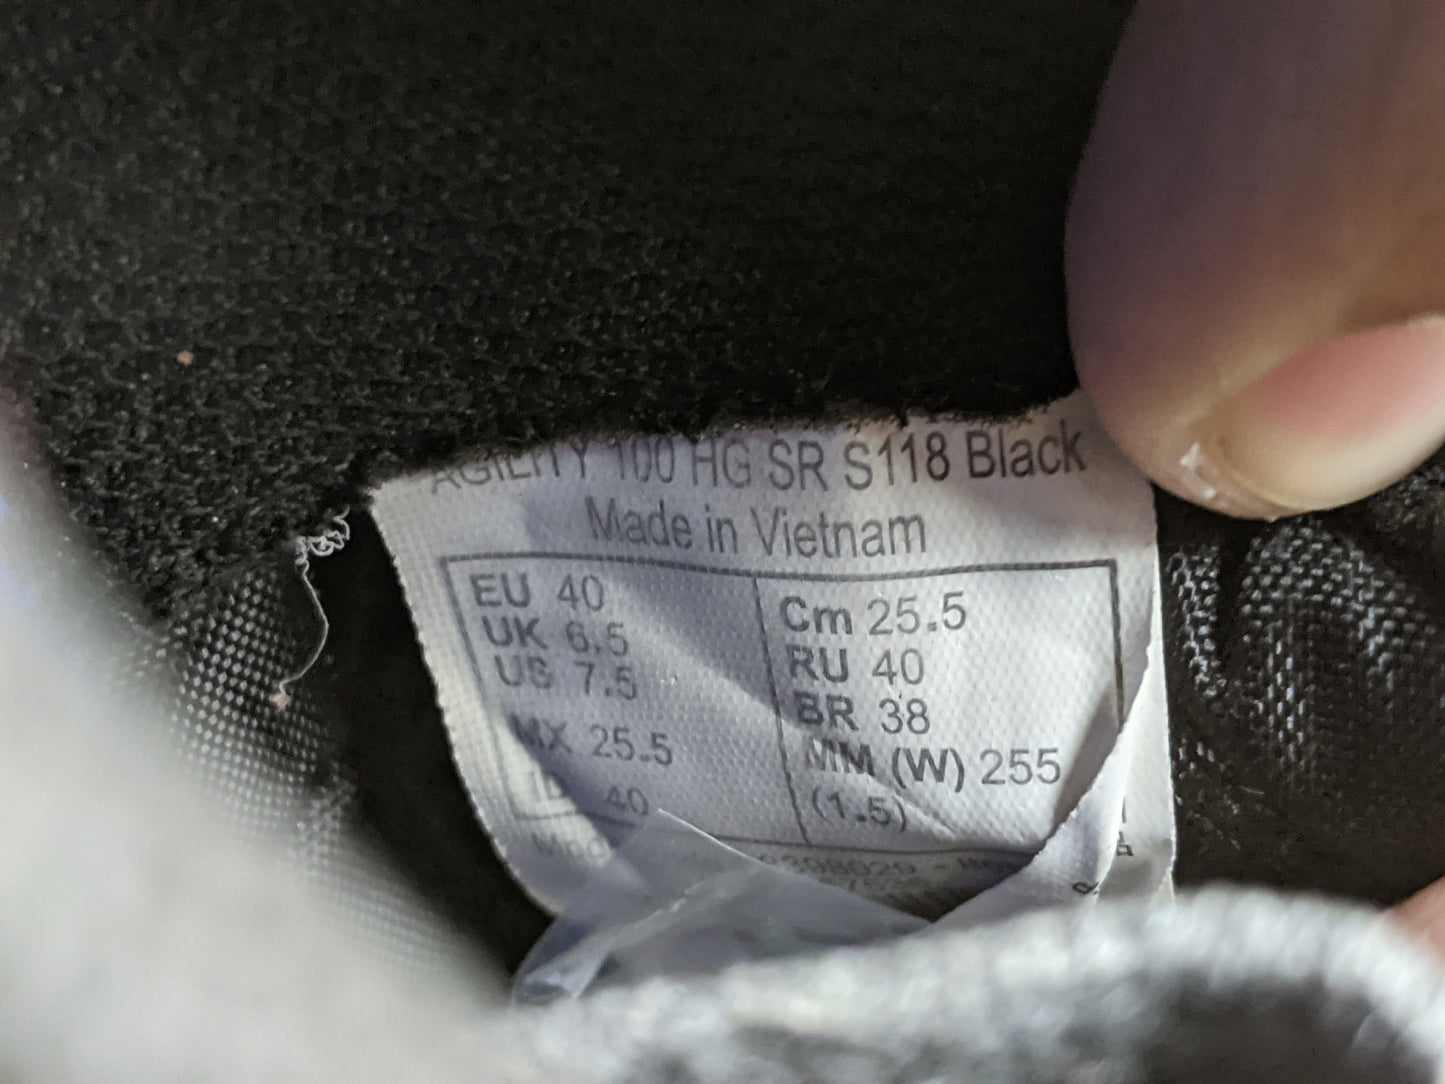 AGILITY 100 HG SR S118 Black
Made in Vietnam
EU 40
UK 6.5
US 7.5
MX 25.5
40
Cm 25.5
RU 40
BR 38
MM (W) 255
(1.5)